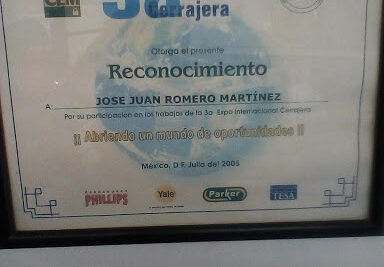 CLM
Cerrajera
Otorga el presente
Reconocimiento
A: JOSE JUAN ROMERO MARTÍNEZ
Por su participacion en los trabajos de la 3a Expo Internacional Cerrajera
¡¡ Abriendo un mundo de oportunidades !!
México, D.F. Julio del 2005
PHILLIPS Yale Parker TESA